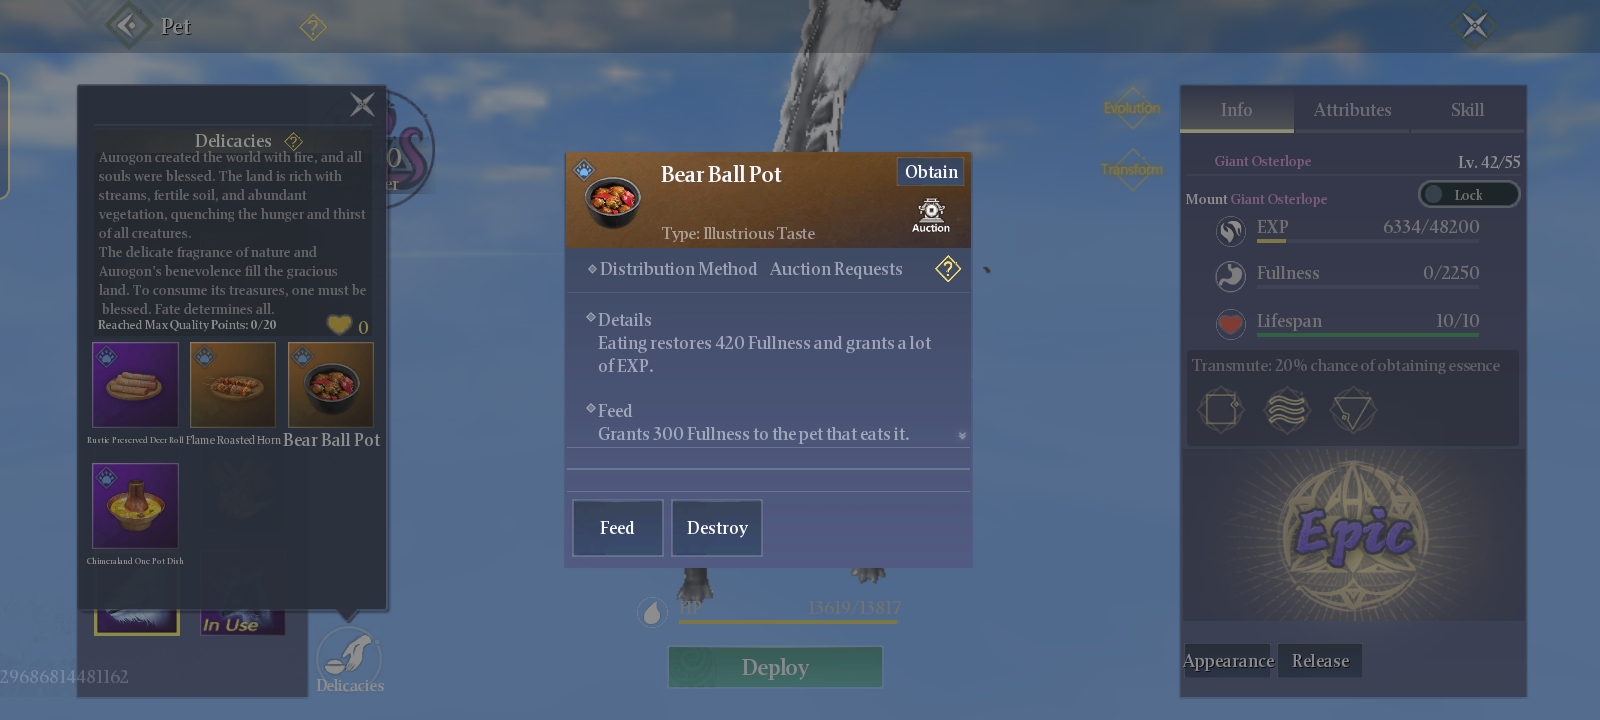 Pet
?
Delicacies
?
Aurogon created the world with fire, and all
souls were blessed. The land is rich with
streams, fertile soil, and abundant
vegetation, quenching the hunger and thirst
of all creatures.
The delicate fragrance of nature and
Aurogon's benevolence fill the gracious
land. To consume its treasures, one must be
blessed. Fate determines all.
Reached Max Quality Points: 0/20
0
Rustic Preserved Deer Roll
Flame Roasted Horn
Bear Ball Pot
Chimeraland One Pot Dish
In Use
29686814481162
Delicacies
Bear Ball Pot
Obtain
Auction
Type: Illustrious Taste
Distribution Method Auction Requests
?
Details
Eating restores 420 Fullness and grants a lot
of EXP.
Feed
Grants 300 Fullness to the pet that eats it.
Feed
Destroy
HP 13619/13817
Deploy
Evolution
Transform
Info
Attributes
Skill
Giant Osterlope
Lv. 42/55
Mount Giant Osterlope
Lock
EXP 6334/48200
Fullness 0/2250
Lifespan 10/10
Transmute: 20% chance of obtaining essence
Epic
Appearance
Release